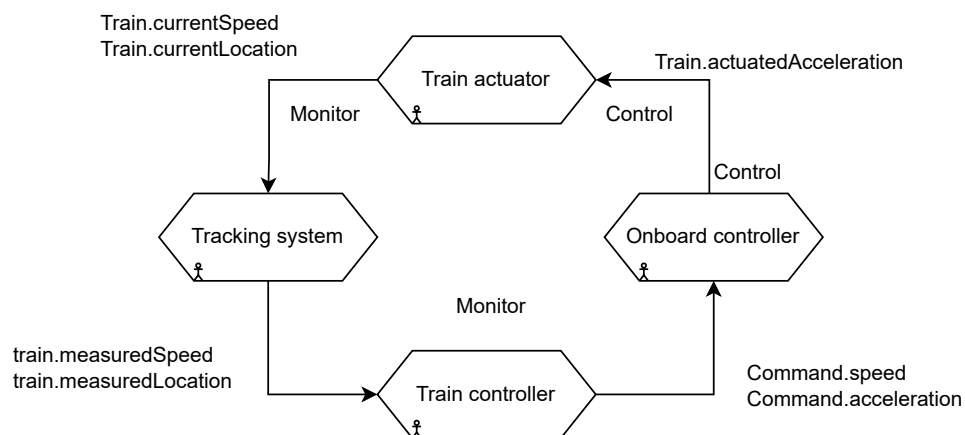 Train.currentSpeed
Train.currentLocation
Train actuator
Train.actuatedAcceleration
Monitor
Control
Control
Tracking system
Onboard controller
Monitor
train.measuredSpeed
train.measuredLocation
Train controller
Command.speed
Command.acceleration